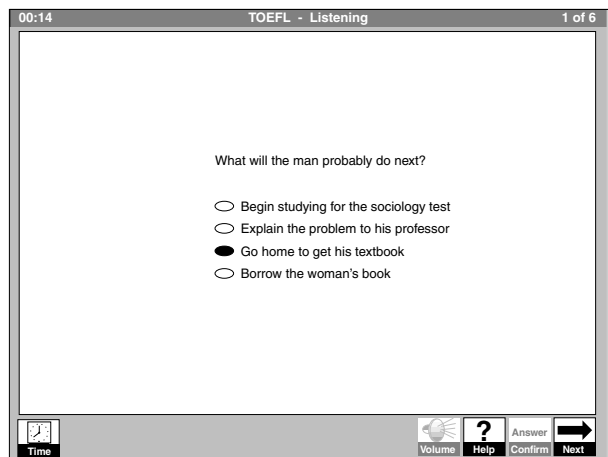 00:14 TOEFL - Listening 1 of 6
What will the man probably do next?
Begin studying for the sociology test
Explain the problem to his professor
Go home to get his textbook
Borrow the woman's book
Time
Volume
? Help
Answer Confirm
Next